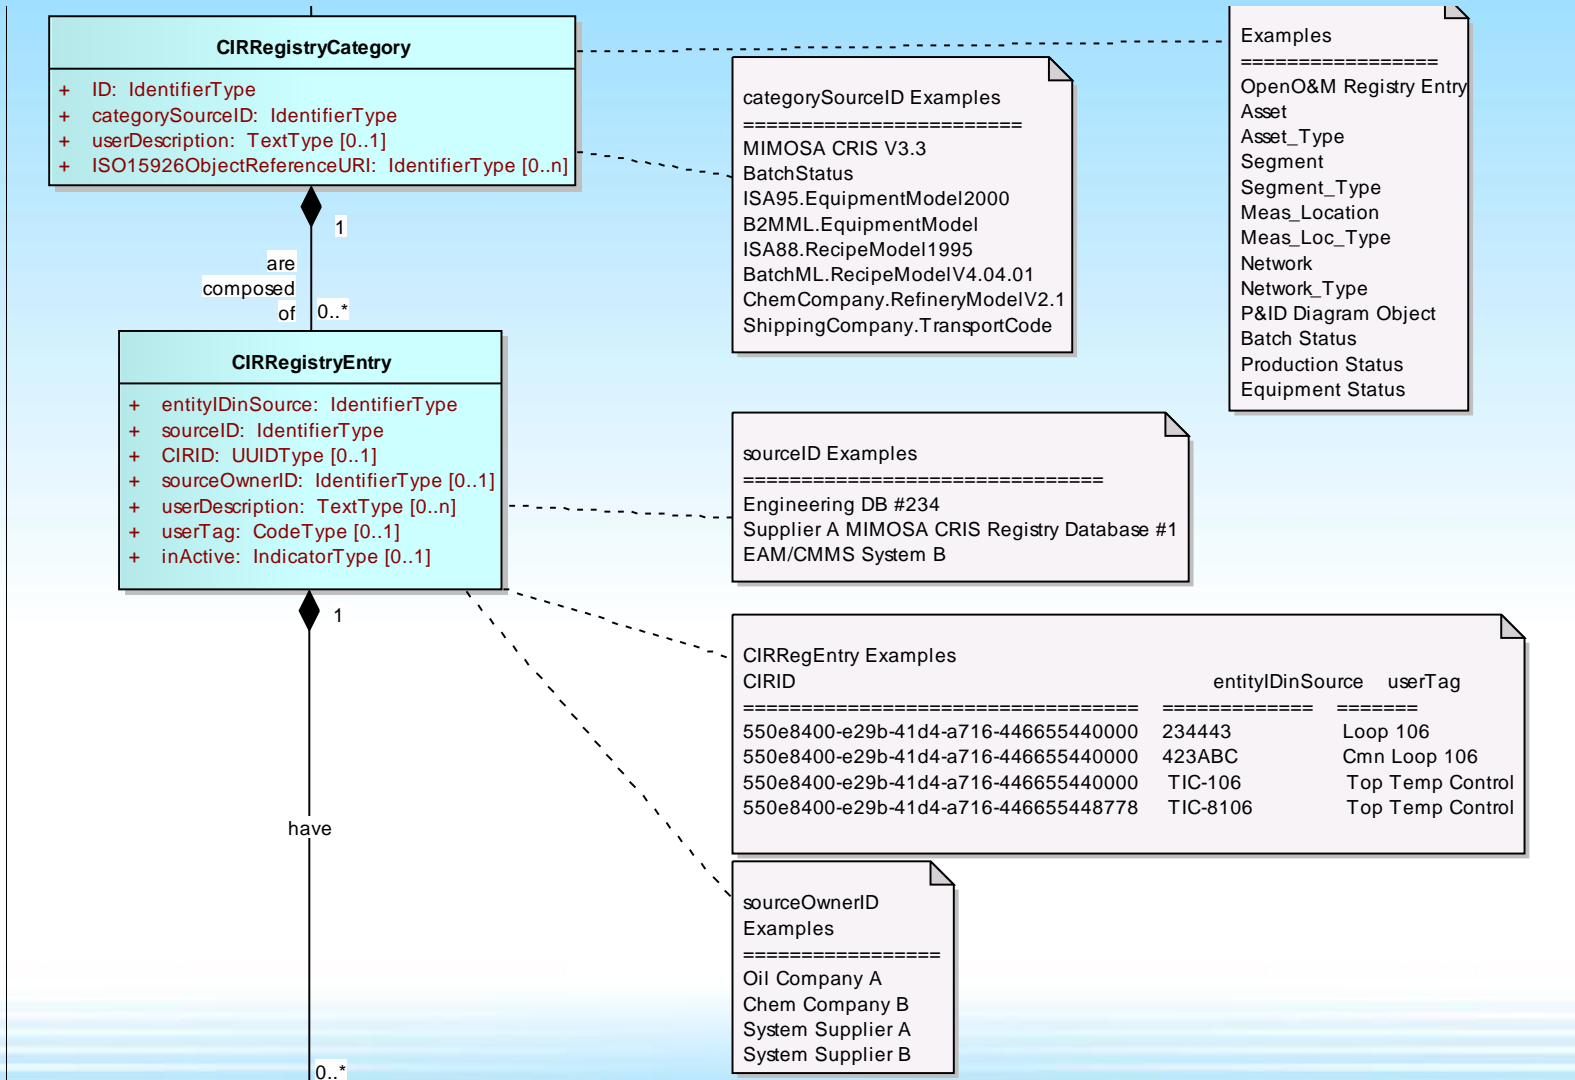 CIRRegistryCategory
+ ID: IdentifierType
+ categorySourceID: IdentifierType
+ userDescription: TextType [0..1]
+ ISO15926ObjectReferenceURI: IdentifierType [0..n]
1
are
composed
of
0..*
CIRRegistryEntry
+ entityIDinSource: IdentifierType
+ sourceID: IdentifierType
+ CIRID: UUIDType [0..1]
+ sourceOwnerID: IdentifierType [0..1]
+ userDescription: TextType [0..n]
+ userTag: CodeType [0..1]
+ inActive: IndicatorType [0..1]
1
have
0..*
categorySourceID Examples
========================
MIMOSA CRIS V3.3
BatchStatus
ISA95.EquipmentModel2000
B2MML.EquipmentModel
ISA88.RecipeModel1995
BatchML.RecipeModelV4.04.01
ChemCompany.RefineryModelV2.1
ShippingCompany.TransportCode
Examples
=================
OpenO&M Registry Entry
Asset
Asset_Type
Segment
Segment_Type
Meas_Location
Meas_Loc_Type
Network
Network_Type
P&ID Diagram Object
Batch Status
Production Status
Equipment Status
sourceID Examples
===============================
Engineering DB #234
Supplier A MIMOSA CRIS Registry Database #1
EAM/CMMS System B
CIRRegEntry Examples
CIRID entityIDinSource userTag
================================== ============= =======
550e8400-e29b-41d4-a716-446655440000 234443 Loop 106
550e8400-e29b-41d4-a716-446655440000 423ABC Cmn Loop 106
550e8400-e29b-41d4-a716-446655440000 TIC-106 Top Temp Control
550e8400-e29b-41d4-a716-446655448778 TIC-8106 Top Temp Control
sourceOwnerID
Examples
=================
Oil Company A
Chem Company B
System Supplier A
System Supplier B